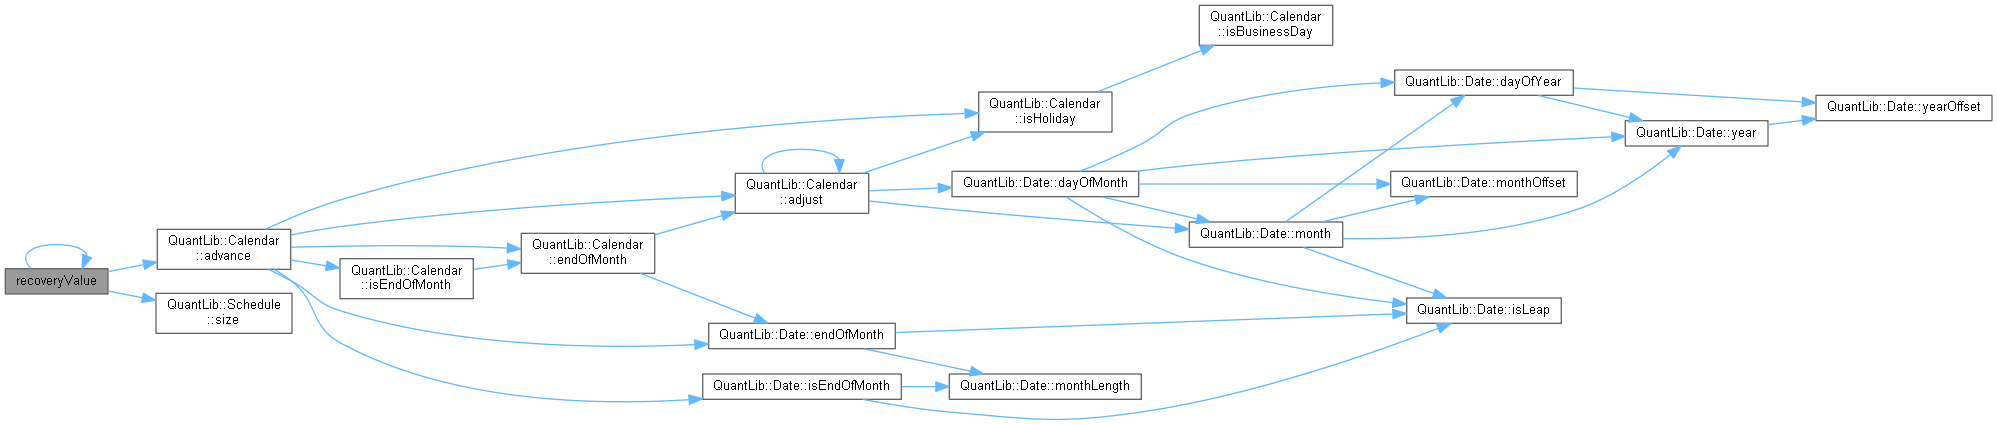 recoveryValue
QuantLib::Calendar
::advance
QuantLib::Schedule
::size
QuantLib::Calendar
::isEndOfMonth
QuantLib::Calendar
::endOfMonth
QuantLib::Calendar
::adjust
QuantLib::Date::endOfMonth
QuantLib::Date::isEndOfMonth
QuantLib::Calendar
::isHoliday
QuantLib::Date::dayOfMonth
QuantLib::Date::monthLength
QuantLib::Calendar
::isBusinessDay
QuantLib::Date::month
QuantLib::Date::dayOfYear
QuantLib::Date::monthOffset
QuantLib::Date::isLeap
QuantLib::Date::year
QuantLib::Date::yearOffset